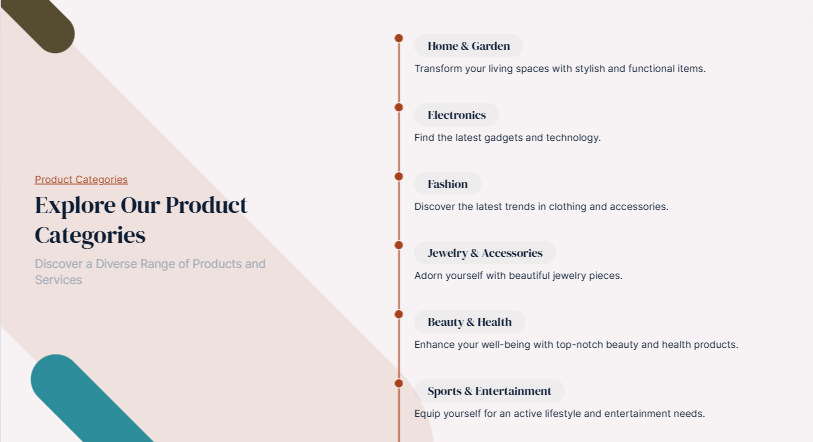 Product Categories
Explore Our Product
Categories
Discover a Diverse Range of Products and
Services
Home & Garden
Transform your living spaces with stylish and functional items.
Electronics
Find the latest gadgets and technology.
Fashion
Discover the latest trends in clothing and accessories.
Jewelry & Accessories
Adorn yourself with beautiful jewelry pieces.
Beauty & Health
Enhance your well-being with top-notch beauty and health products.
Sports & Entertainment
Equip yourself for an active lifestyle and entertainment needs.